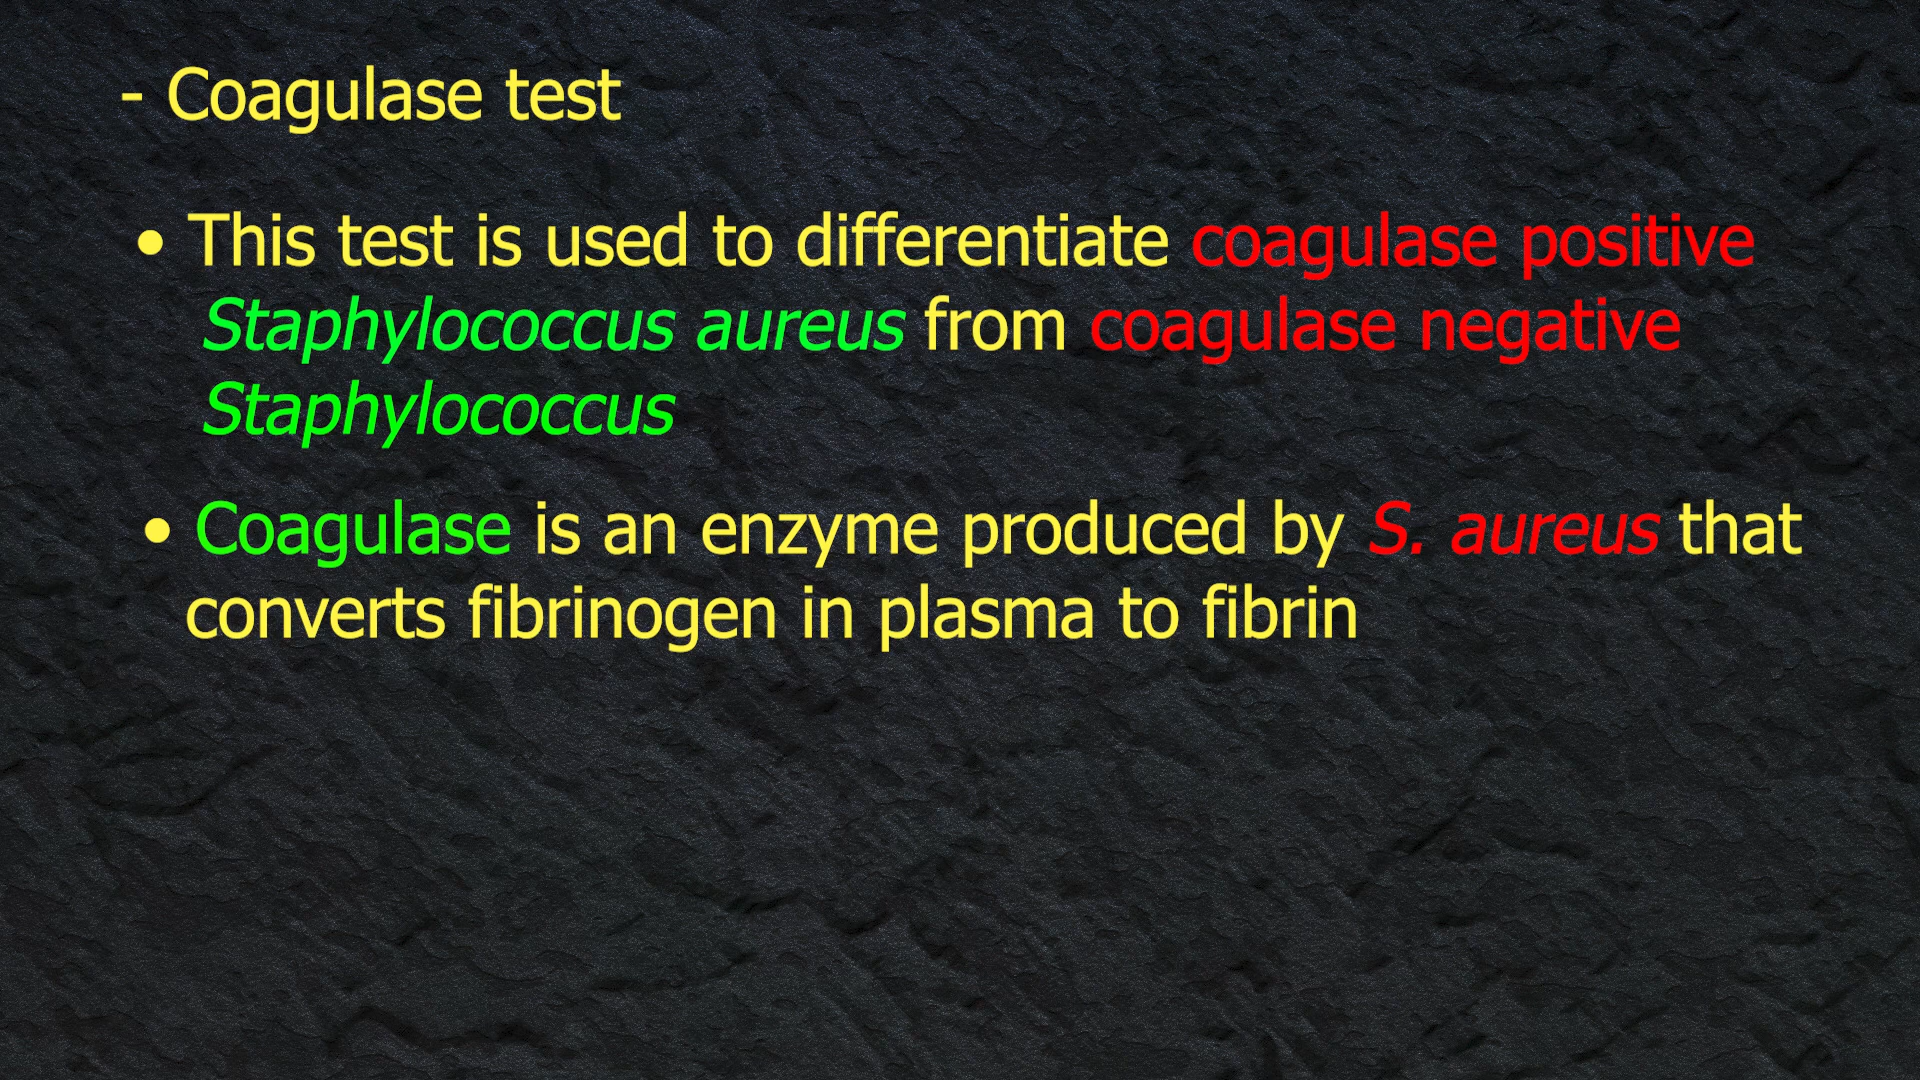 - Coagulase test
• This test is used to differentiate coagulase positive
Staphylococcus aureus from coagulase negative
Staphylococcus
• Coagulase is an enzyme produced by S. aureus that
converts fibrinogen in plasma to fibrin